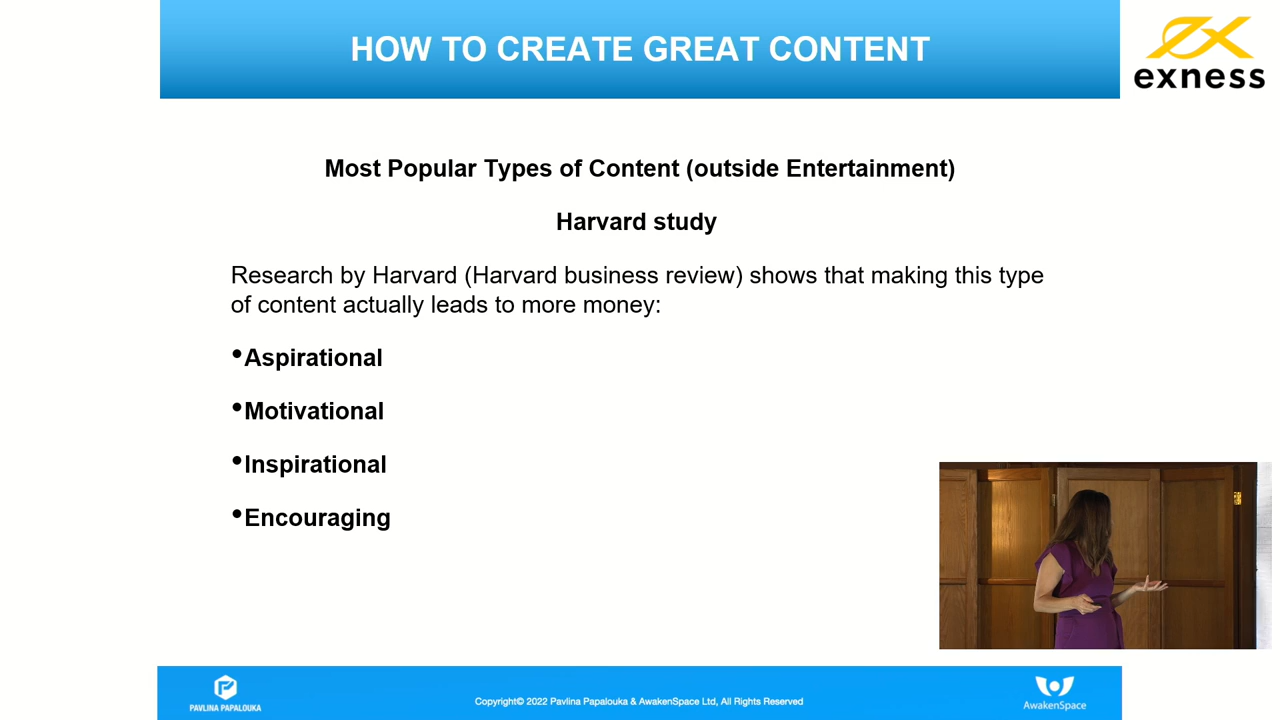 HOW TO CREATE GREAT CONTENT
exness
Most Popular Types of Content (outside Entertainment)
Harvard study
Research by Harvard (Harvard business review) shows that making this type
of content actually leads to more money:
•Aspirational
•Motivational
•Inspirational
•Encouraging
PAVLINA PAPALOUKA
Copyright© 2022 Pavlina Papalouka & AwakenSpace Ltd, All Rights Reserved
AwakenSpace